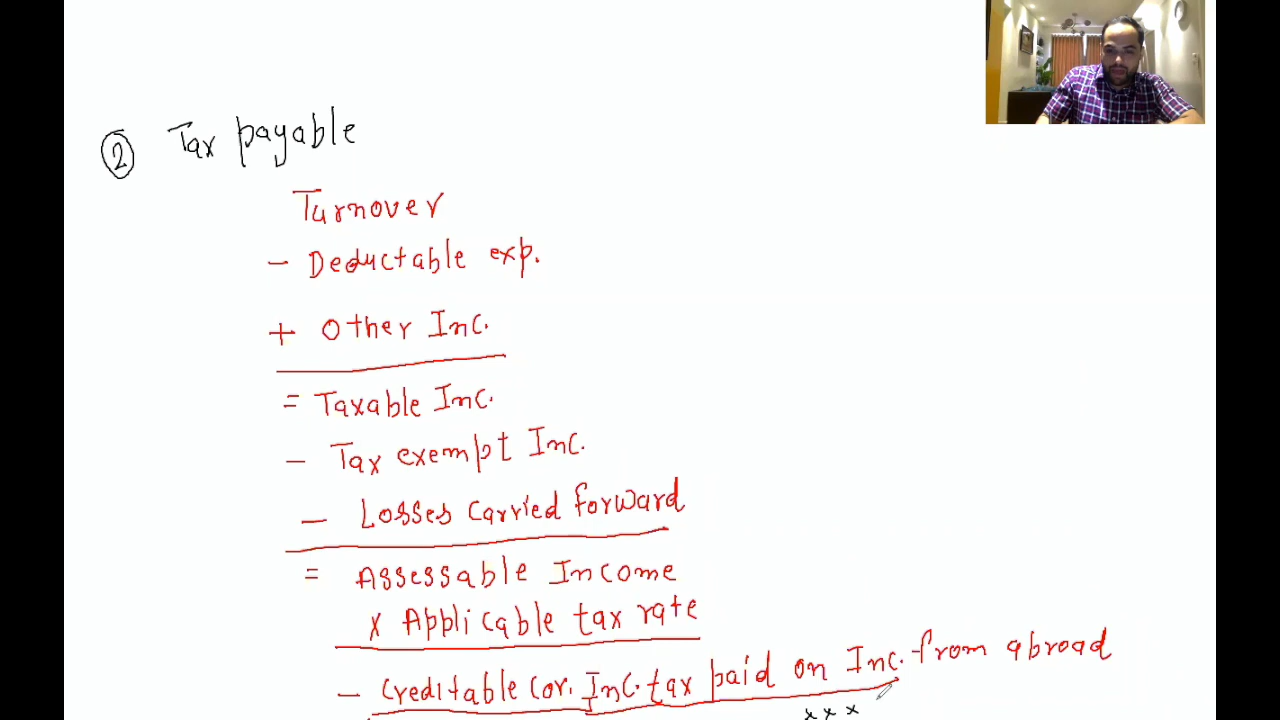 ② Tax payable
Turnover
- Deductable exp.
+ Other Inc.
= Taxable Inc.
- Tax exempt Inc.
- Losses carried forward
= Assessable Income
x Applicable tax rate
- Creditable cor. Inc. tax paid on Inc. from abroad
x x x